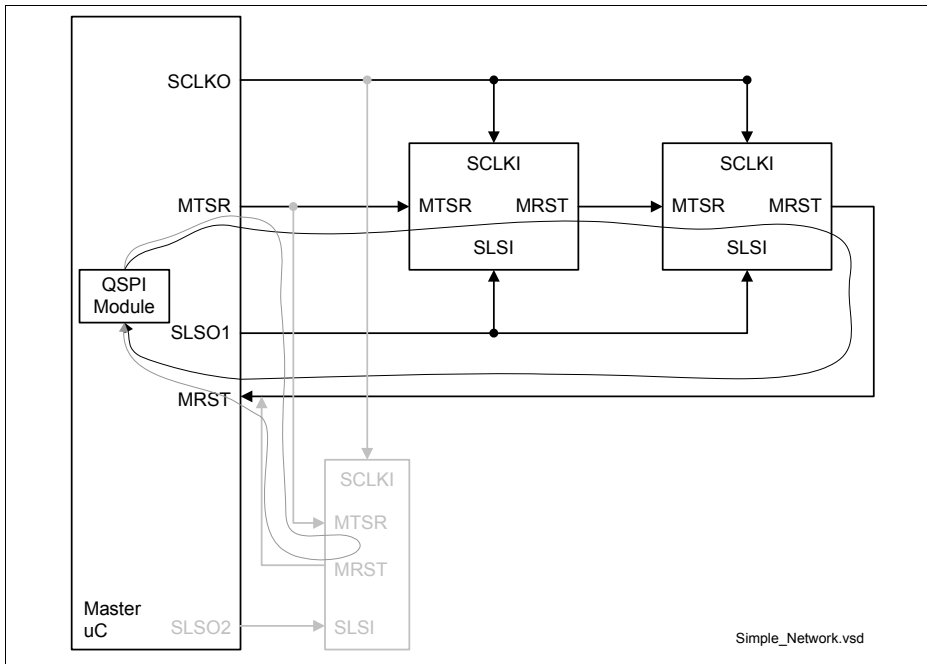 SCLKO
SCLKI
SCLKI
MTSR
MTSR
MRST
MTSR
MRST
SLSI
SLSI
QSPI
Module
SLSO1
MRST
SCLKI
MTSR
MRST
Master
uC
SLSO2
SLSI
Simple_Network.vsd